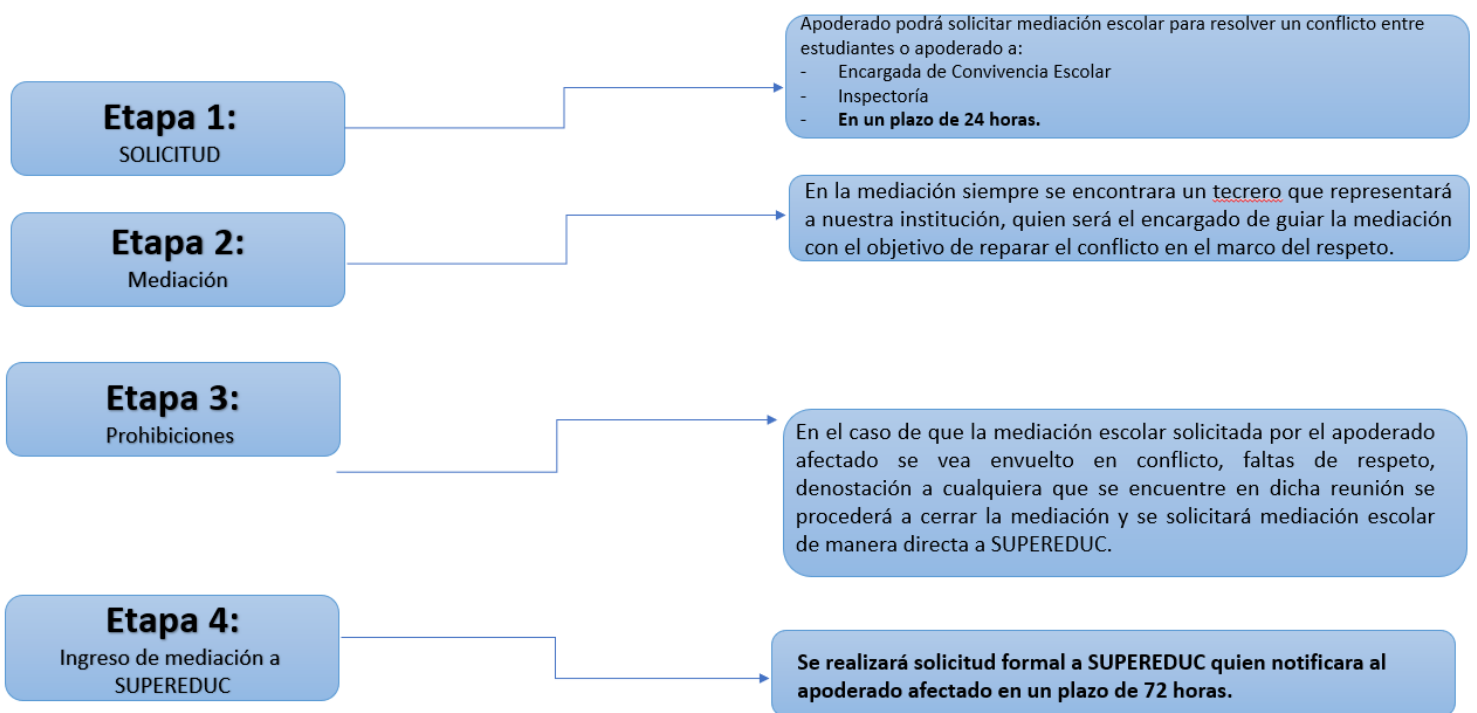 Etapa 1:
SOLICITUD
Apoderado podrá solicitar mediación escolar para resolver un conflicto entre
estudiantes o apoderado a:
- Encargada de Convivencia Escolar
- Inspectoría
- En un plazo de 24 horas.
Etapa 2:
Mediación
En la mediación siempre se encontrara un tecrero que representará
a nuestra institución, quien será el encargado de guiar la mediación
con el objetivo de reparar el conflicto en el marco del respeto.
Etapa 3:
Prohibiciones
En el caso de que la mediación escolar solicitada por el apoderado
afectado se vea envuelto en conflicto, faltas de respeto,
denostación a cualquiera que se encuentre en dicha reunión se
procederá a cerrar la mediación y se solicitará mediación escolar
de manera directa a SUPEREDUC.
Etapa 4:
Ingreso de mediación a
SUPEREDUC
Se realizará solicitud formal a SUPEREDUC quien notificara al
apoderado afectado en un plazo de 72 horas.